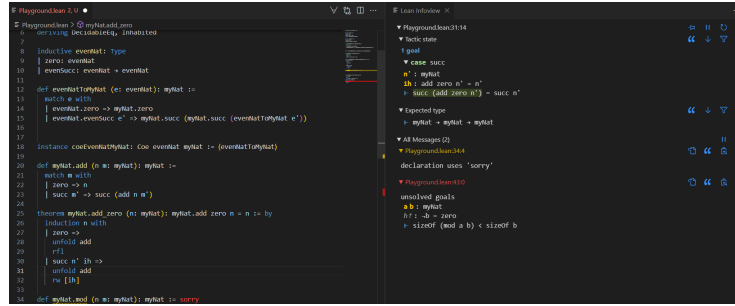 Playground.lean 2, U
Playground.lean > myNat.add_zero
6 deriving DecidableEq, Inhabited
7
8 inductive evenNat: Type
9 | zero: evenNat
10 | evenSucc: evenNat → evenNat
11
12 def evenNatToMyNat (e: evenNat): myNat :=
13 match e with
14 | evenNat.zero => myNat.zero
15 | evenNat.evenSucc e' => myNat.succ (myNat.succ (evenNatToMyNat e'))
16
17
18 instance coeEvenNatMyNat: Coe evenNat myNat := ⟨evenNatToMyNat⟩
19
20 def myNat.add (n m: myNat): myNat :=
21 match m with
22 | zero => n
23 | succ m' => succ (add n m')
24
25 theorem myNat.add_zero (n: myNat): myNat.add zero n = n := by
26 induction n with
27 | zero =>
28 unfold add
29 rfl
30 | succ n' ih =>
31 unfold add
32 rw [ih]
33
34 def myNat.mod (n m: myNat): myNat := sorry
Lean Infoview
Playground.lean:31:14
Tactic state
1 goal
case succ
n' : myNat
ih : add zero n' = n'
⊢ succ (add zero n') = succ n'
Expected type
⊢ myNat → myNat → myNat
All Messages (2)
Playground.lean:34:4
declaration uses 'sorry'
Playground.lean:43:0
unsolved goals
a b : myNat
h† : ¬b = zero
⊢ sizeOf (mod a b) < sizeOf b